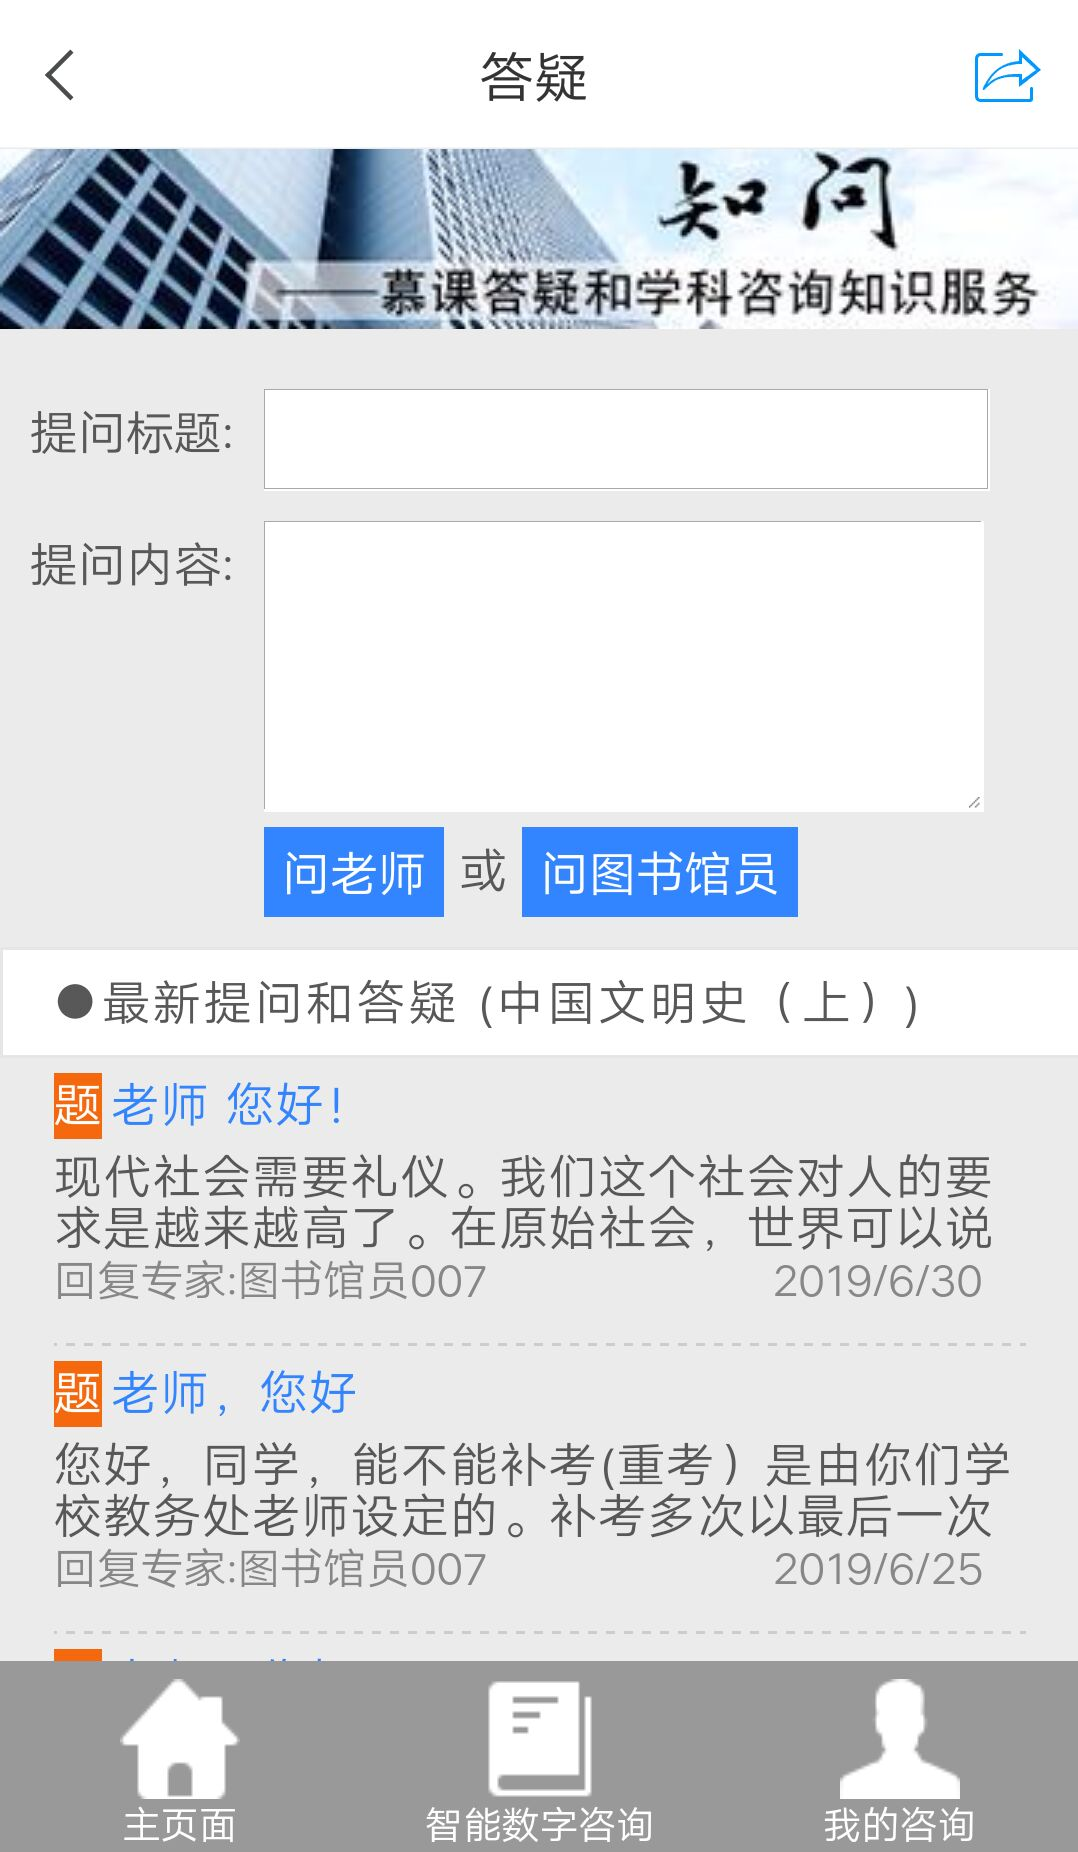 答疑
知问
——慕课答疑和学科咨询知识服务
提问标题:
提问内容:
问老师 或 问图书馆员
●最新提问和答疑 (中国文明史（上）)
题 老师 您好!
现代社会需要礼仪。我们这个社会对人的要
求是越来越高了。在原始社会，世界可以说
回复专家:图书馆员007 2019/6/30
题 老师，您好
您好，同学，能不能补考(重考）是由你们学
校教务处老师设定的。补考多次以最后一次
回复专家:图书馆员007 2019/6/25
主页面 智能数字咨询 我的咨询